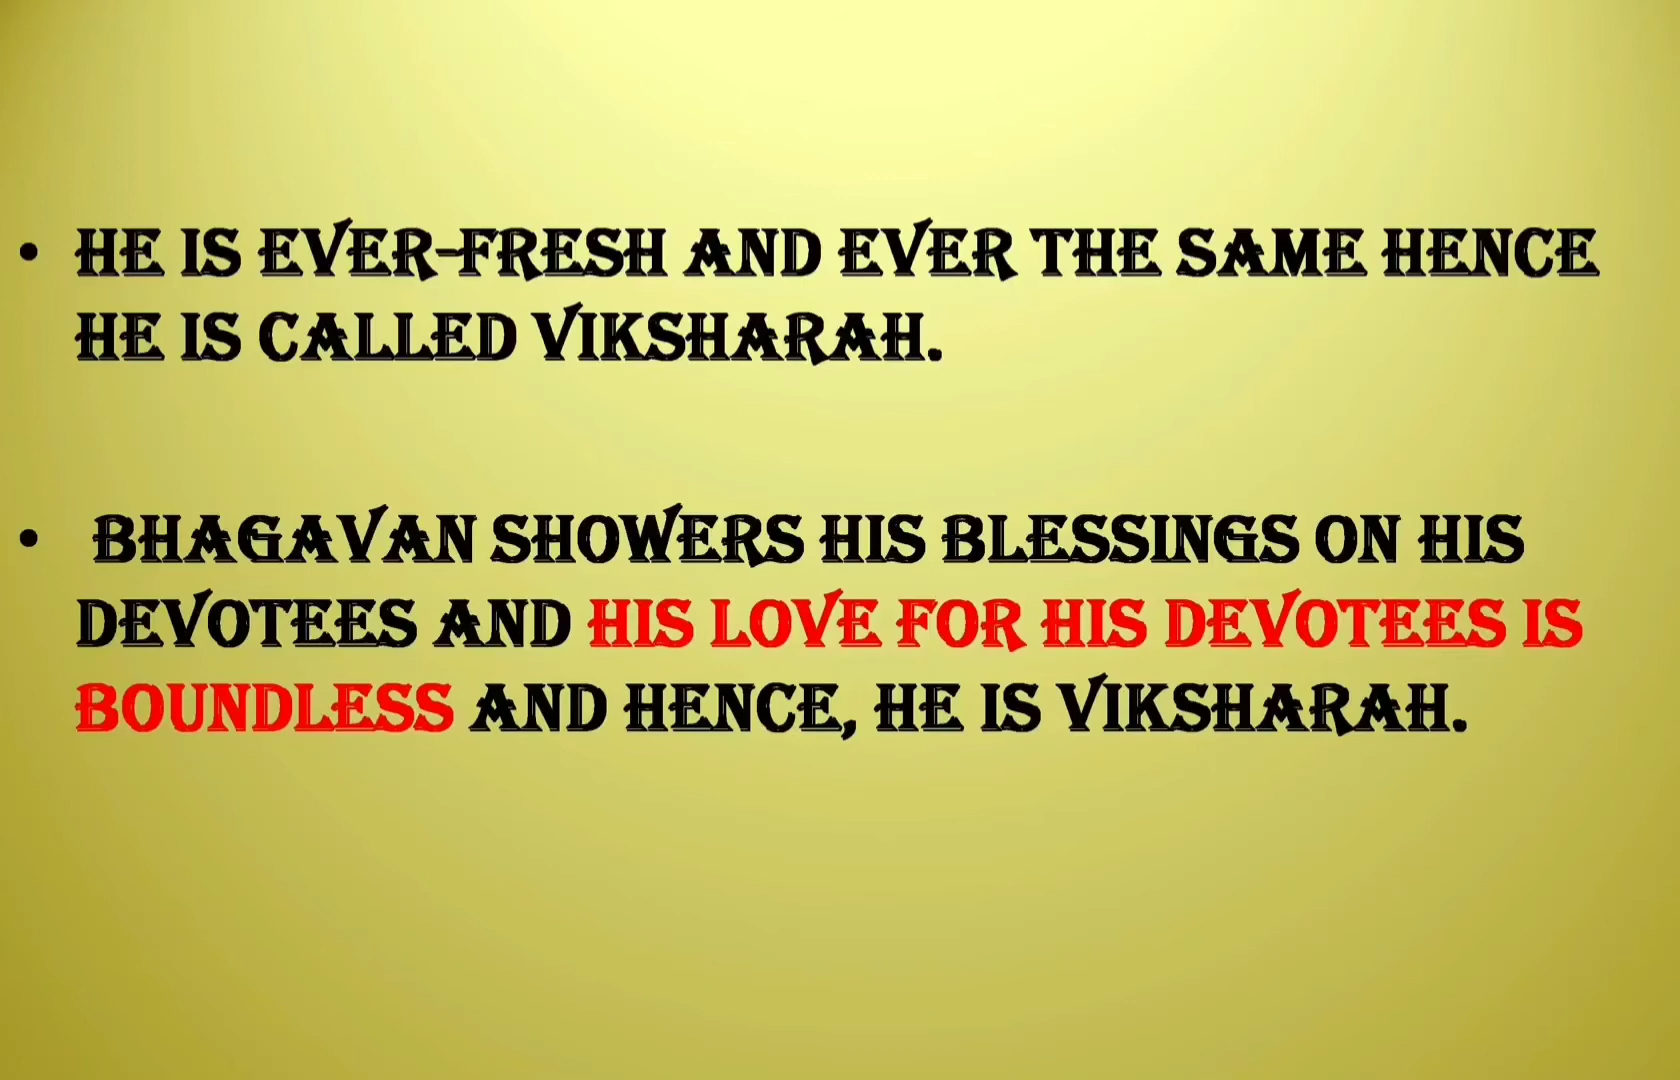 • HE IS EVER-FRESH AND EVER THE SAME HENCE
HE IS CALLED VIKSHARAH.
• BHAGAVAN SHOWERS HIS BLESSINGS ON HIS
DEVOTEES AND HIS LOVE FOR HIS DEVOTEES IS
BOUNDLESS AND HENCE, HE IS VIKSHARAH.